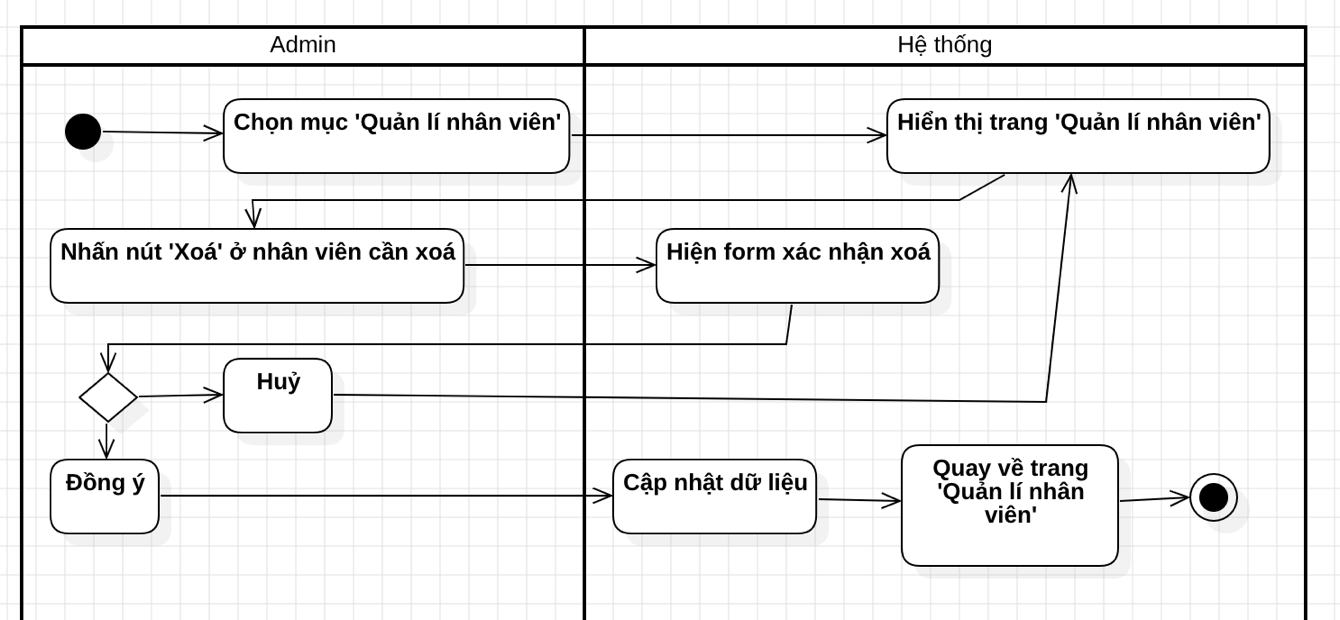 Admin
Hệ thống
Chọn mục 'Quản lí nhân viên'
Hiển thị trang 'Quản lí nhân viên'
Nhấn nút 'Xoá' ở nhân viên cần xoá
Hiện form xác nhận xoá
Huỷ
Đồng ý
Cập nhật dữ liệu
Quay về trang
'Quản lí nhân
viên'